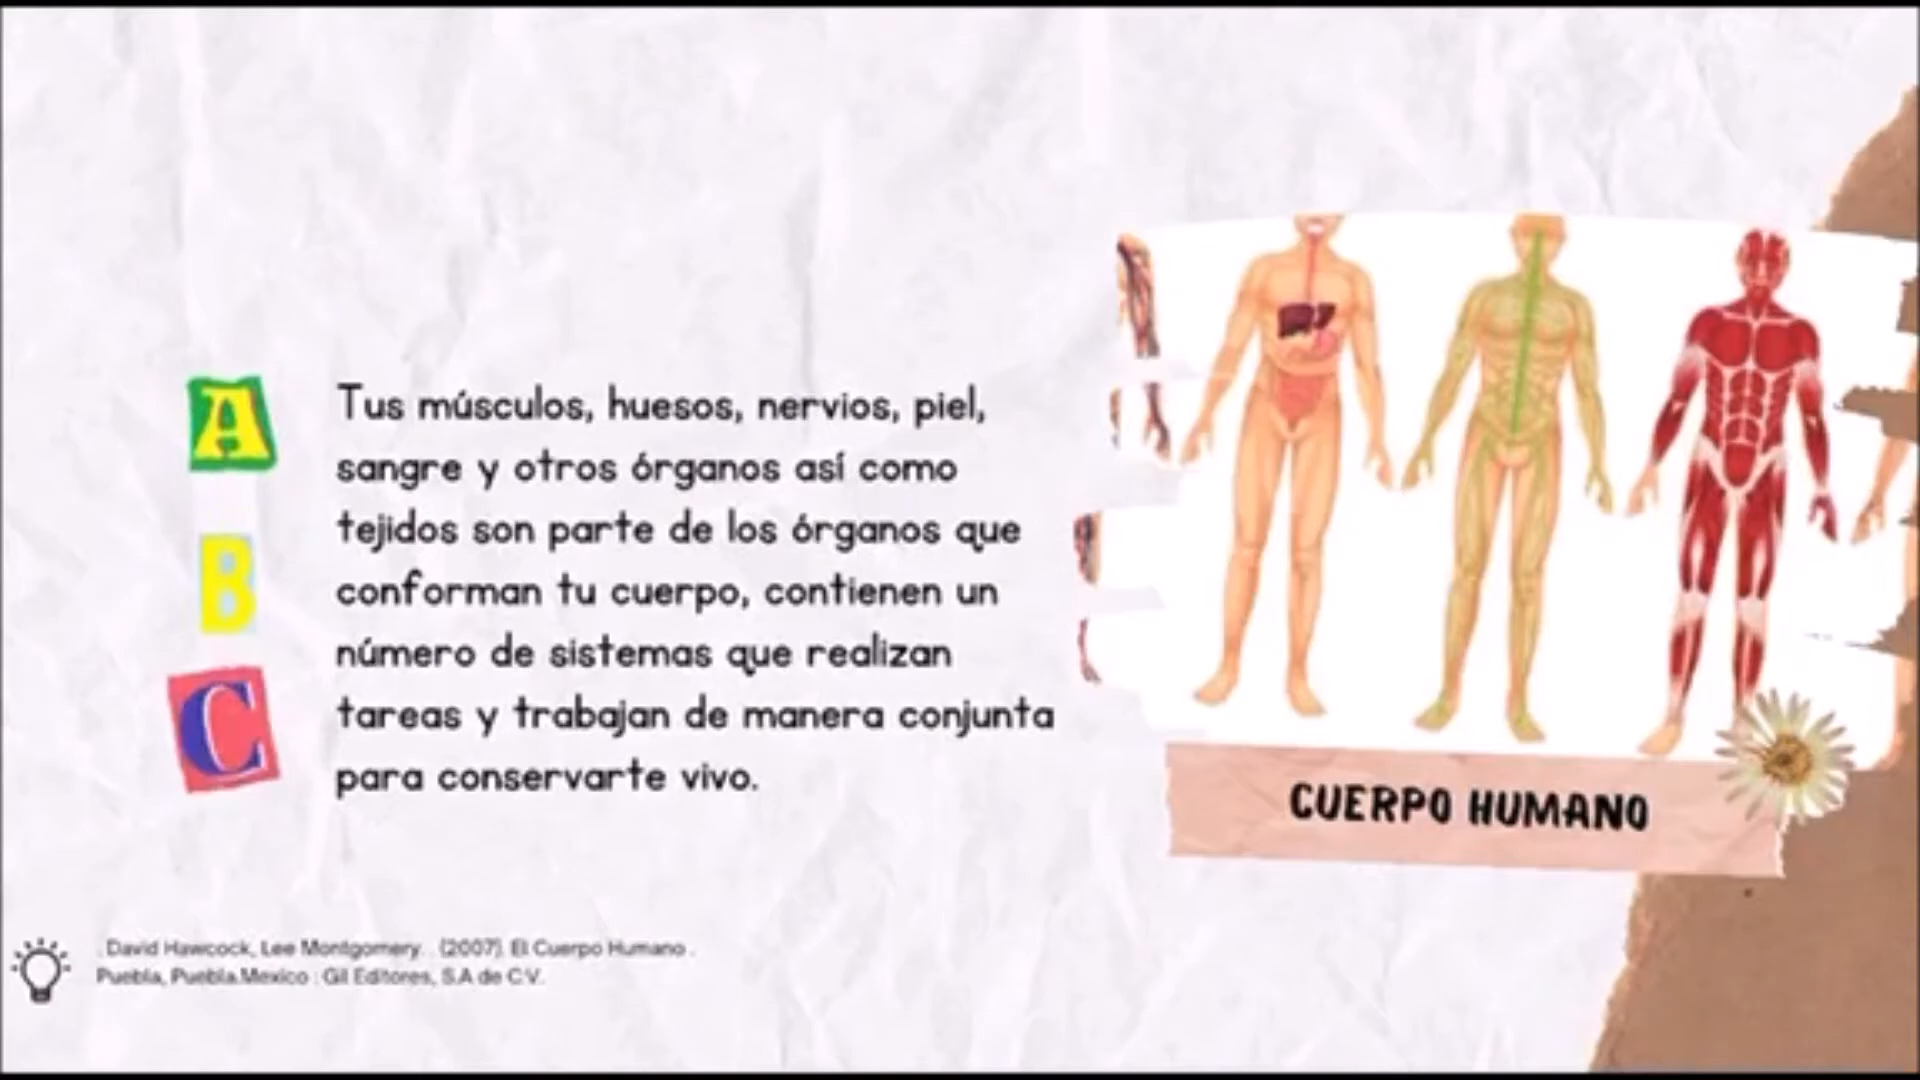 A
B
C
Tus músculos, huesos, nervios, piel,
sangre y otros órganos así como
tejidos son parte de los órganos que
conforman tu cuerpo, contienen un
número de sistemas que realizan
tareas y trabajan de manera conjunta
para conservarte vivo.
CUERPO HUMANO
. David Hawcock, Lee Montgomery. . (2007). El Cuerpo Humano .
Puebla, Puebla.Mexico : Gil Editores, S.A de C.V.